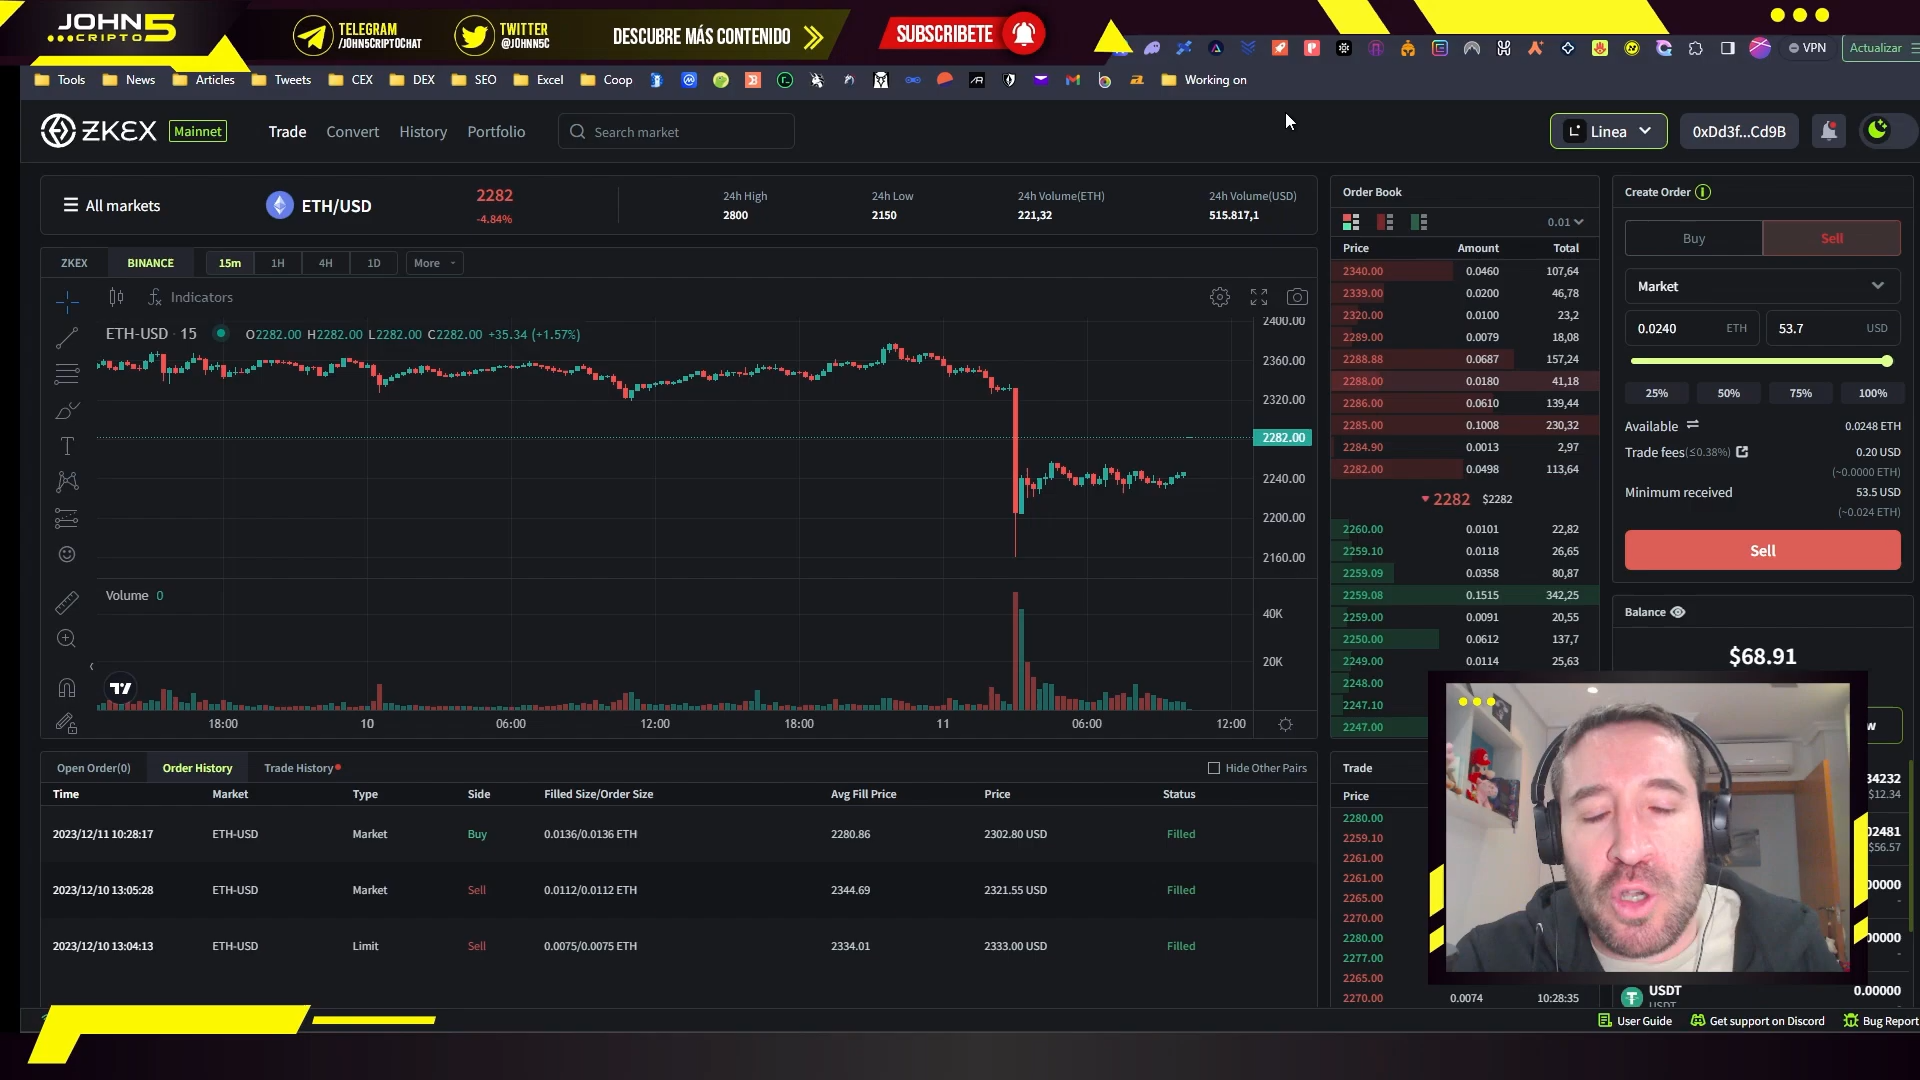 JOHN5
CRIPTO
TELEGRAM
/JOHN5CRIPTOCHAT
TWITTER
@J0HNN5C
DESCUBRE MÁS CONTENIDO
SUBSCRIBETE
VPN
Actualizar
Tools News Articles Tweets CEX DEX SEO Excel Coop Working on
ZKEX Mainnet Trade Convert History Portfolio Search market Linea 0xDd3f...Cd9B
All markets ETH/USD 2282
-4.84%
24h High 24h Low 24h Volume(ETH) 24h Volume(USD)
2800 2150 221,32 515.817,1
ZKEX BINANCE 15m 1H 4H 1D More
Indicators
ETH-USD · 15 O2282.00 H2282.00 L2282.00 C2282.00 +35.34 (+1.57%)
2400.00
2360.00
2320.00
2282.00
2240.00
2200.00
2160.00
Volume 0
40K
20K
18:00 10 06:00 12:00 18:00 11 06:00 12:00
Order Book
0.01
Price Amount Total
2340.00 0.0460 107,64
2339.00 0.0200 46,78
2320.00 0.0100 23,2
2289.00 0.0079 18,08
2288.88 0.0687 157,24
2288.00 0.0180 41,18
2286.00 0.0610 139,44
2285.00 0.1008 230,32
2284.90 0.0013 2,97
2282.00 0.0498 113,64
2282 $2282
2260.00 0.0101 22,82
2259.10 0.0118 26,65
2259.09 0.0358 80,87
2259.08 0.1515 342,25
2259.00 0.0091 20,55
2250.00 0.0612 137,7
2249.00 0.0114 25,63
2248.00
2247.10
2247.00
Create Order
Buy Sell
Market
0.0240 ETH 53.7 USD
25% 50% 75% 100%
Available 0.0248 ETH
Trade fees(≤0.38%) 0.20 USD
(~0.0000 ETH)
Minimum received 53.5 USD
(~0.024 ETH)
Sell
Balance
$68.91
w
34232
$12.34
02481
$56.57
00000
-
00000
-
USDT 0.00000
USDT
Open Order(0) Order History Trade History Hide Other Pairs
Time Market Type Side Filled Size/Order Size Avg Fill Price Price Status
2023/12/11 10:28:17 ETH-USD Market Buy 0.0136/0.0136 ETH 2280.86 2302.80 USD Filled
2023/12/10 13:05:28 ETH-USD Market Sell 0.0112/0.0112 ETH 2344.69 2321.55 USD Filled
2023/12/10 13:04:13 ETH-USD Limit Sell 0.0075/0.0075 ETH 2334.01 2333.00 USD Filled
Trade
Price
2280.00
2259.10
2261.00
2261.00
2265.00
2270.00
2280.00
2277.00
2265.00
2270.00 0.0074 10:28:35
User Guide Get support on Discord Bug Report